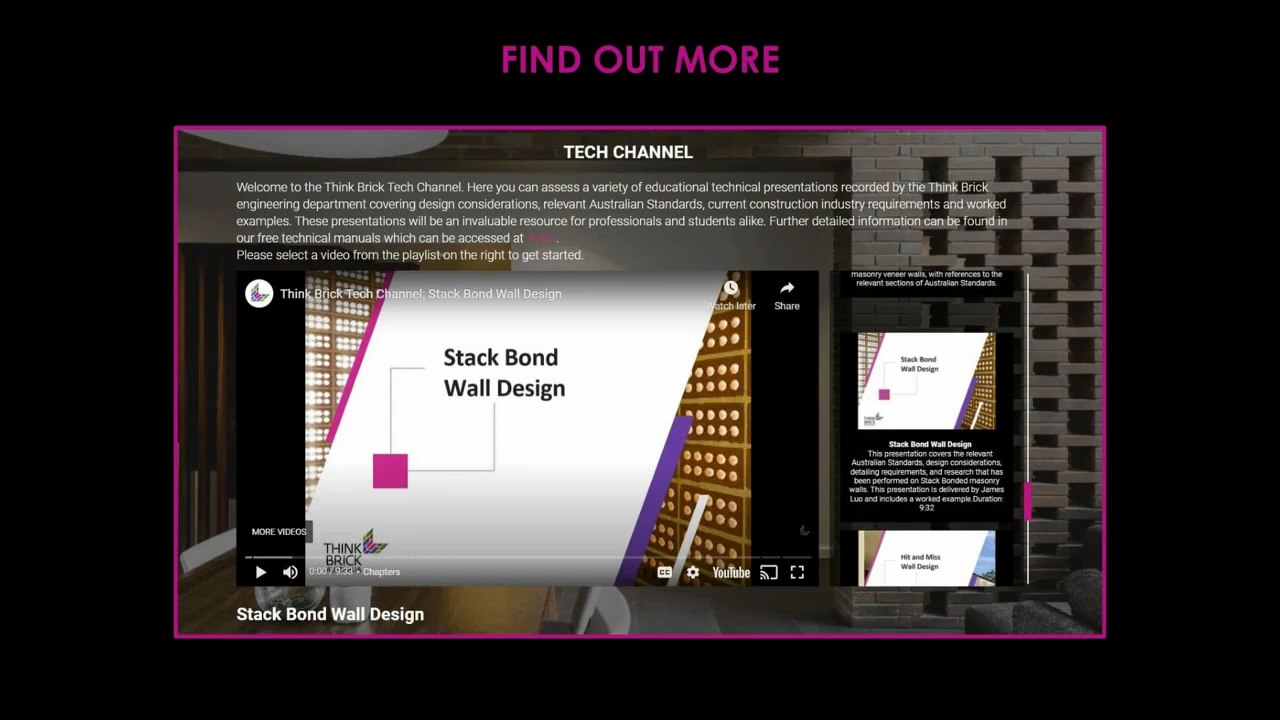 FIND OUT MORE
TECH CHANNEL
Welcome to the Think Brick Tech Channel. Here you can assess a variety of educational technical presentations recorded by the Think Brick
engineering department covering design considerations, relevant Australian Standards, current construction industry requirements and worked
examples. These presentations will be an invaluable resource for professionals and students alike. Further detailed information can be found in
our free technical manuals which can be accessed at .
Please select a video from the playlist on the right to get started.
Think Brick Tech Channel: Stack Bond Wall Design
Watch later
Share
Stack Bond
Wall Design
MORE VIDEOS
THINK
BRICK
0:00 / 9:33 • Chapters
CC
YouTube
masonry veneer walls, with references to the
relevant sections of Australian Standards.
Stack Bond
Wall Design
THINK
BRICK
Stack Bond Wall Design
This presentation covers the relevant
Australian Standards, design considerations,
detailing requirements, and research that has
been performed on Stack Bonded masonry
walls. This presentation is delivered by James
Luo and includes a worked example.Duration:
9:32
Hit and Miss
Wall Design
Stack Bond Wall Design